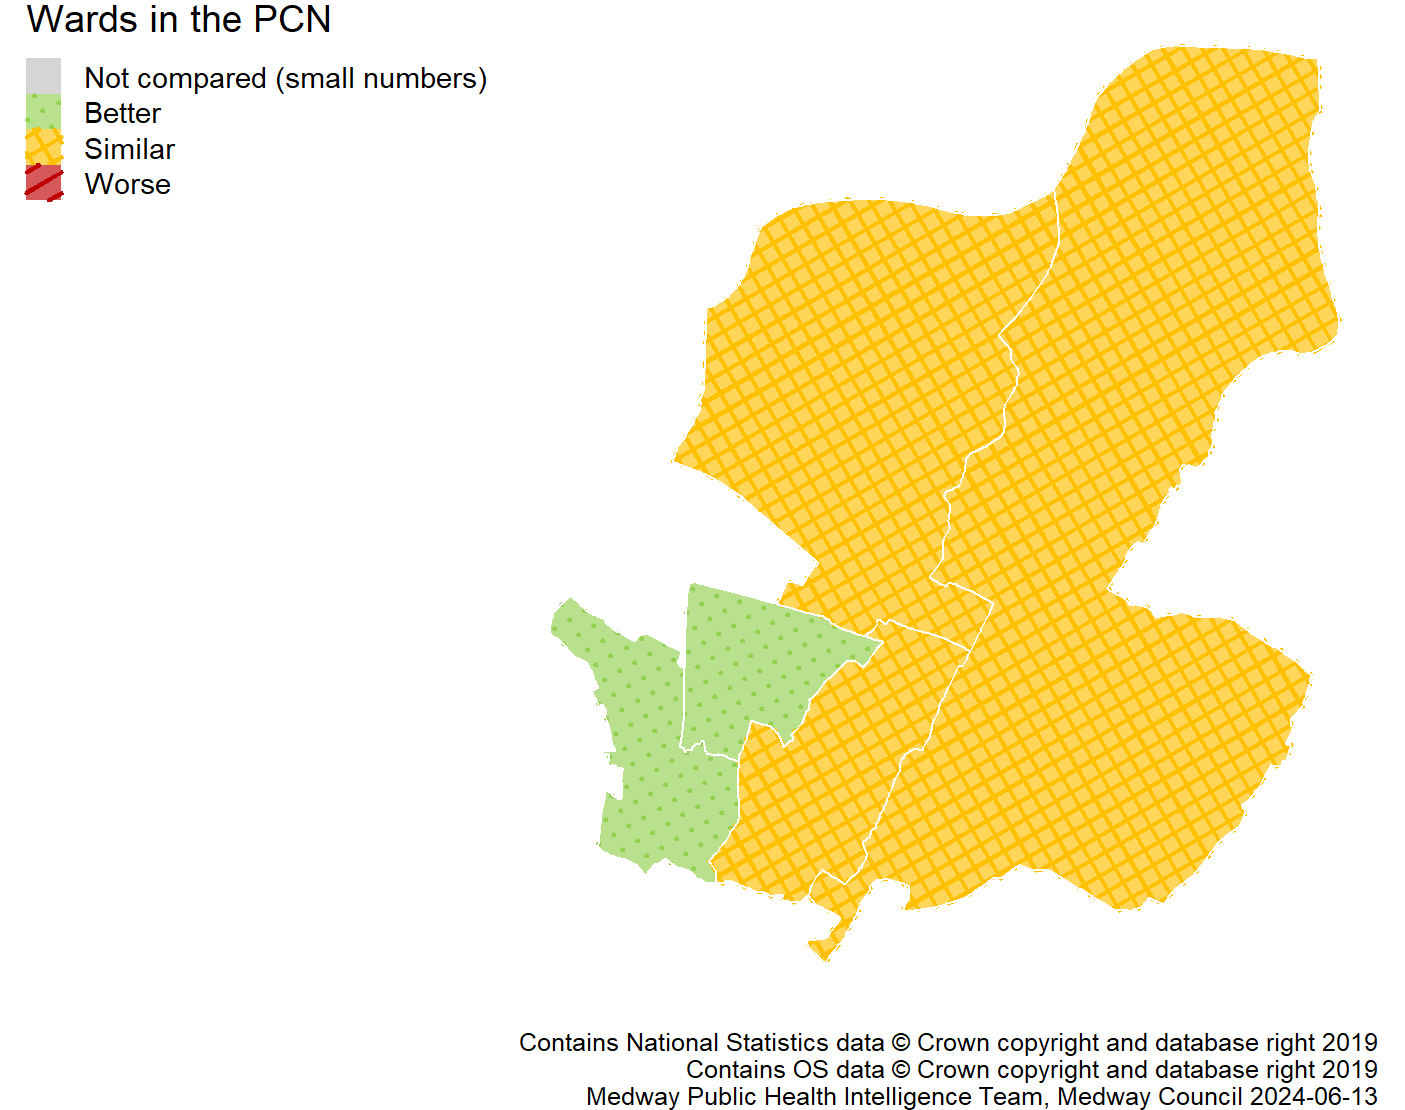 Wards in the PCN
Not compared (small numbers)
Better
Similar
Worse
Contains National Statistics data © Crown copyright and database right 2019
Contains OS data © Crown copyright and database right 2019
Medway Public Health Intelligence Team, Medway Council 2024-06-13